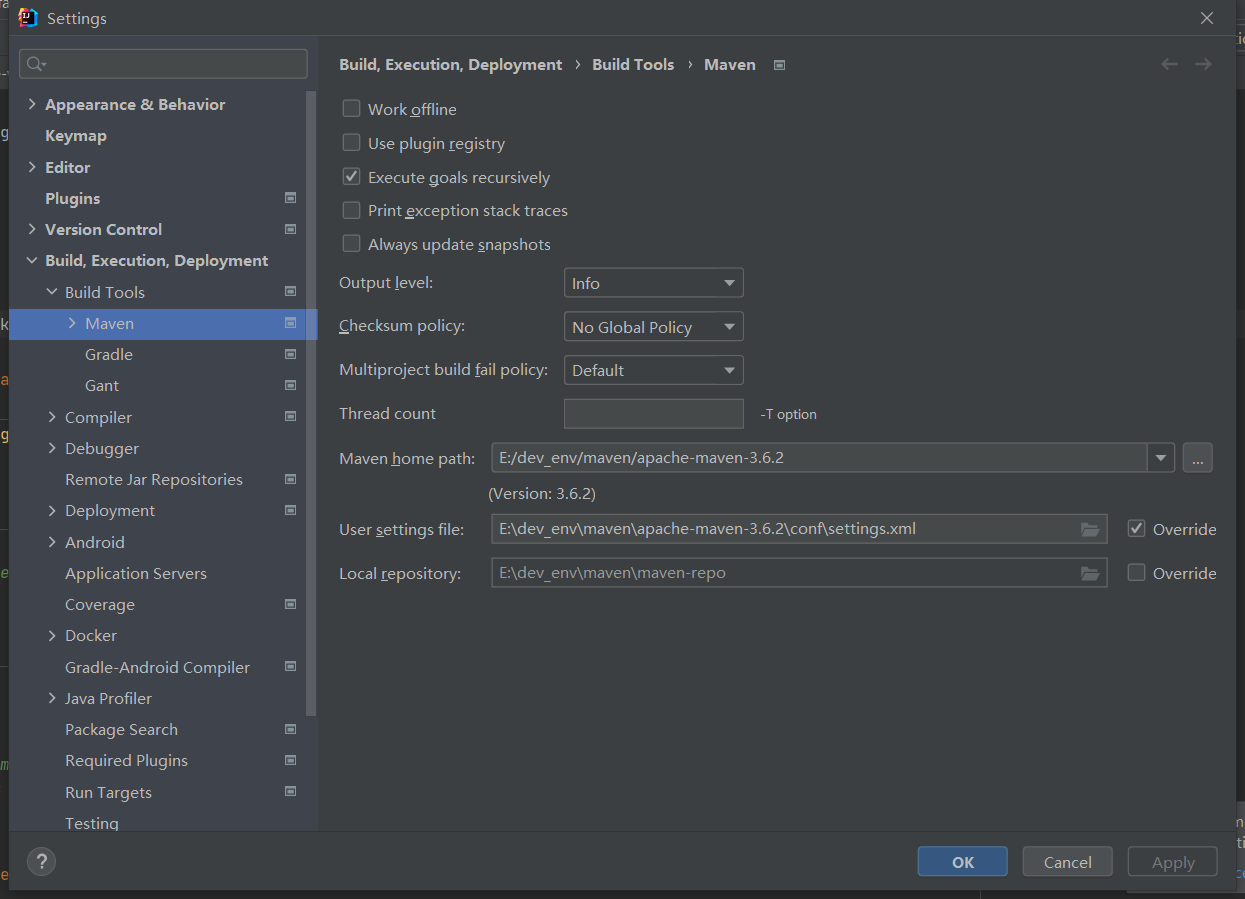 Settings
Build, Execution, Deployment › Build Tools › Maven
Appearance & Behavior
Keymap
Editor
Plugins
Version Control
Build, Execution, Deployment
Build Tools
Maven
Gradle
Gant
Compiler
Debugger
Remote Jar Repositories
Deployment
Android
Application Servers
Coverage
Docker
Gradle-Android Compiler
Java Profiler
Package Search
Required Plugins
Run Targets
Testing
Work offline
Use plugin registry
Execute goals recursively
Print exception stack traces
Always update snapshots
Output level: Info
Checksum policy: No Global Policy
Multiproject build fail policy: Default
Thread count -T option
Maven home path: E:/dev_env/maven/apache-maven-3.6.2 ...
(Version: 3.6.2)
User settings file: E:\dev_env\maven\apache-maven-3.6.2\conf\settings.xml Override
Local repository: E:\dev_env\maven\maven-repo Override
? OK Cancel Apply